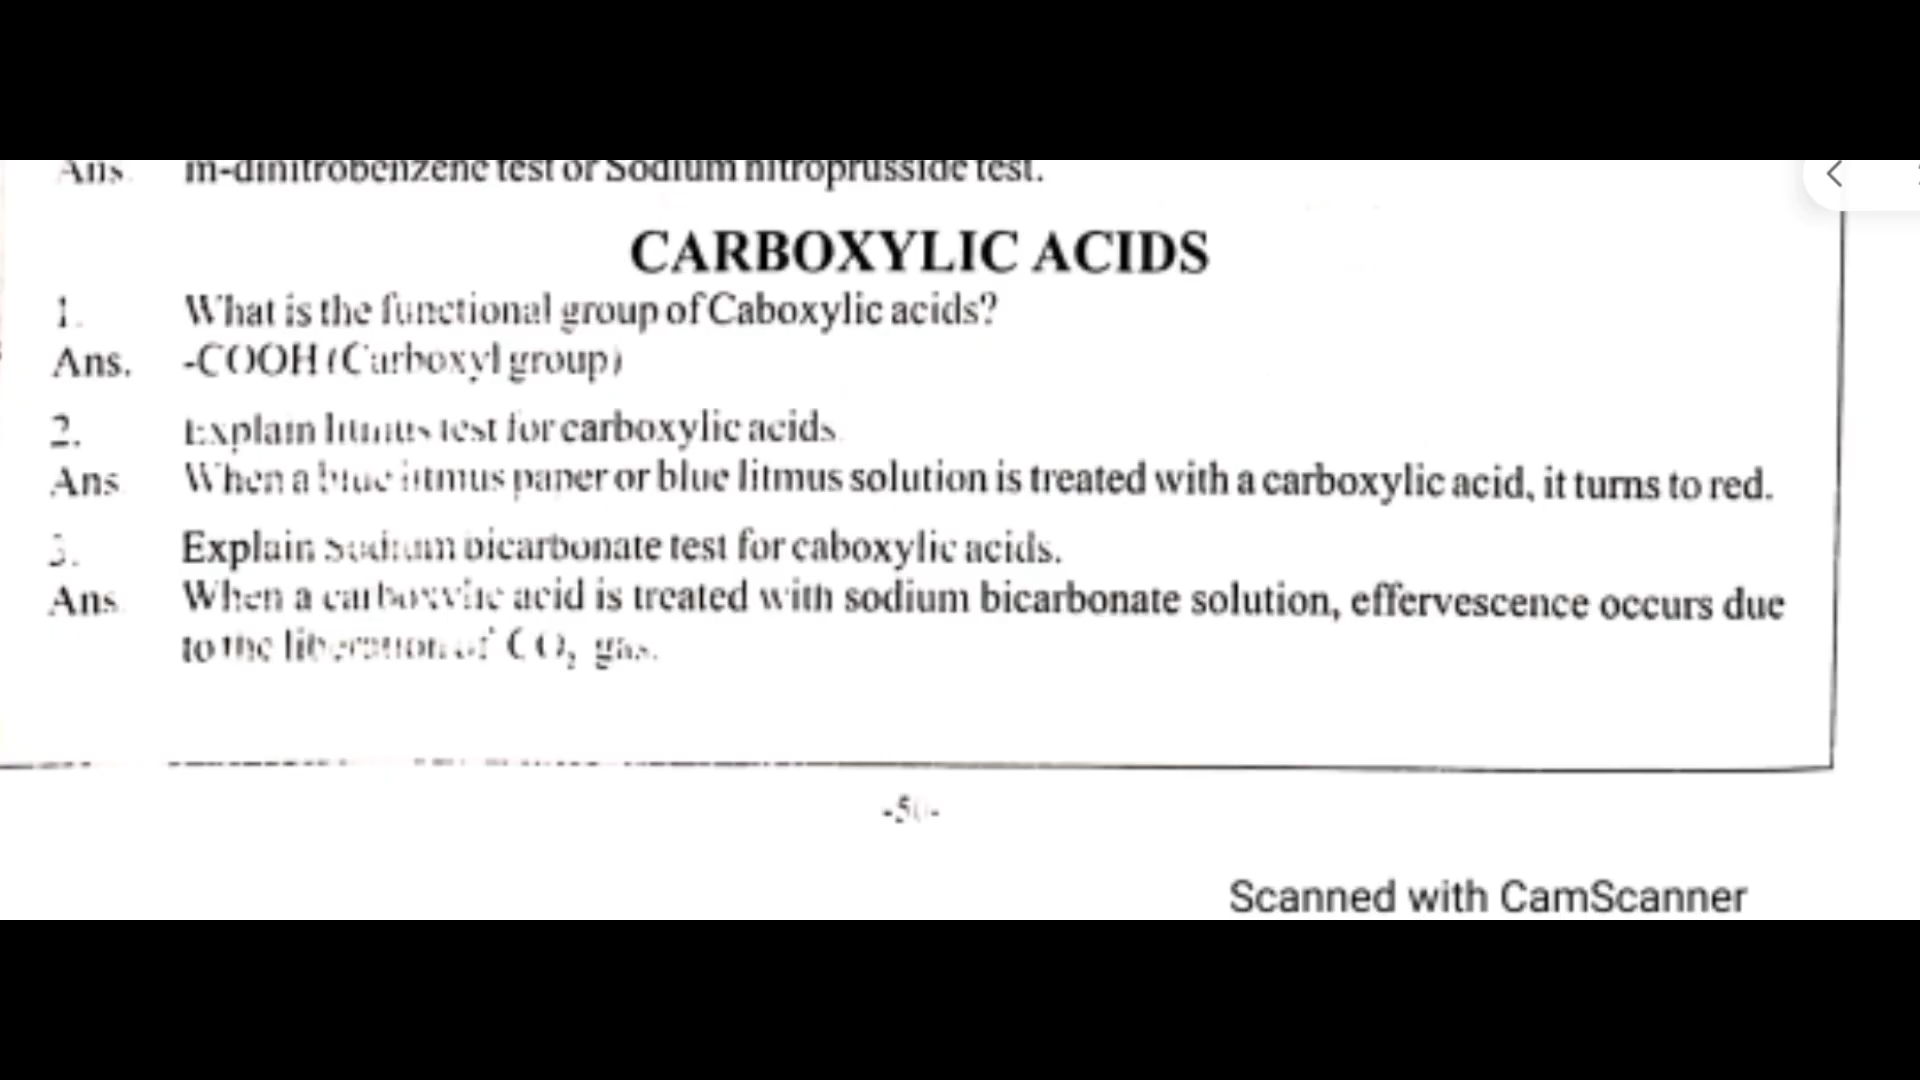 Ans. m-dinitrobenzene test or Sodium nitroprusside test.
CARBOXYLIC ACIDS
1. What is the functional group of Caboxylic acids?
Ans. -COOH (Carboxyl group)
2. Explain litmus test for carboxylic acids.
Ans When a blue litmus paper or blue litmus solution is treated with a carboxylic acid, it turns to red.
3. Explain Sodium bicarbonate test for caboxylic acids.
Ans When a carboxylic acid is treated with sodium bicarbonate solution, effervescence occurs due
to the liberation of CO₂ gas.
-50-
Scanned with CamScanner